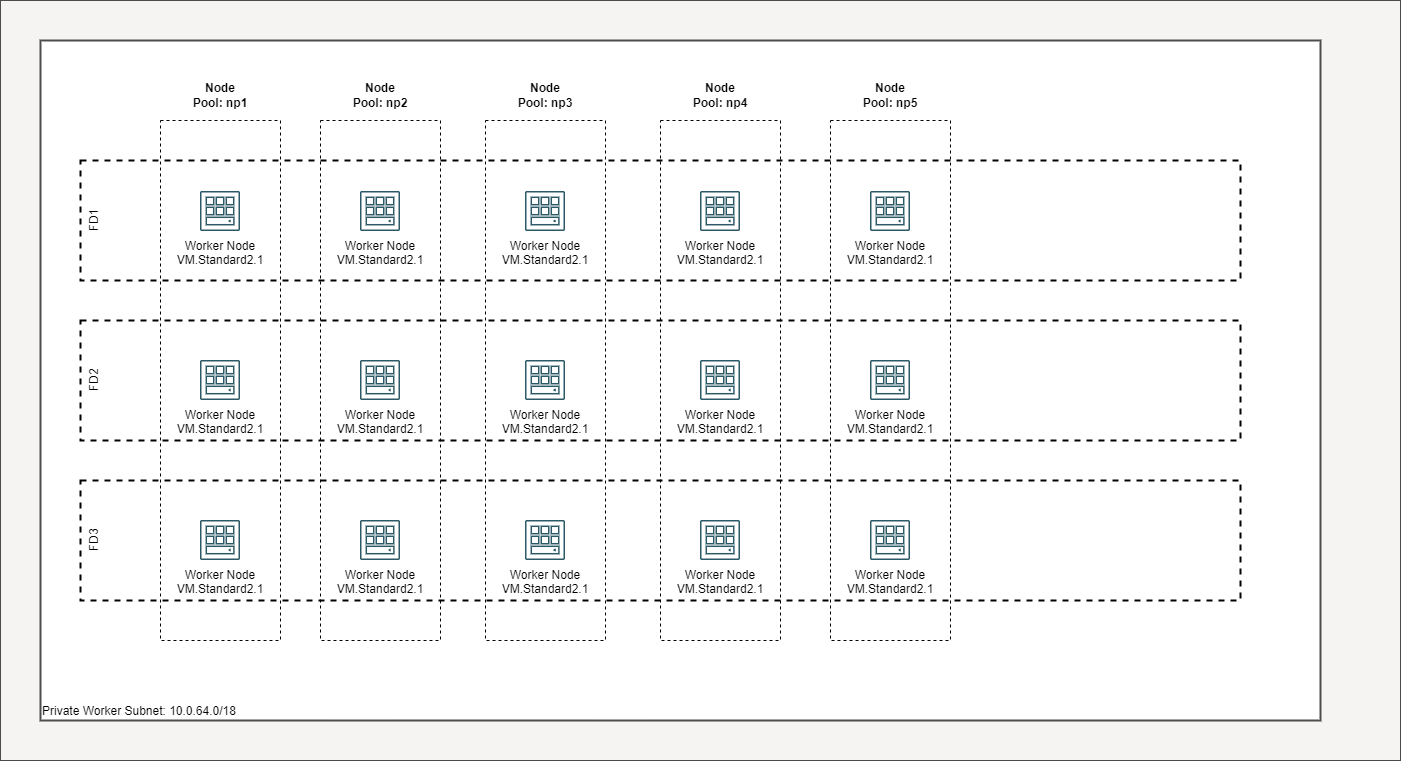 Node
Pool: np1
Node
Pool: np2
Node
Pool: np3
Node
Pool: np4
Node
Pool: np5
FD1
Worker Node
VM.Standard2.1
Worker Node
VM.Standard2.1
Worker Node
VM.Standard2.1
Worker Node
VM.Standard2.1
Worker Node
VM.Standard2.1
FD2
Worker Node
VM.Standard2.1
Worker Node
VM.Standard2.1
Worker Node
VM.Standard2.1
Worker Node
VM.Standard2.1
Worker Node
VM.Standard2.1
FD3
Worker Node
VM.Standard2.1
Worker Node
VM.Standard2.1
Worker Node
VM.Standard2.1
Worker Node
VM.Standard2.1
Worker Node
VM.Standard2.1
Private Worker Subnet: 10.0.64.0/18